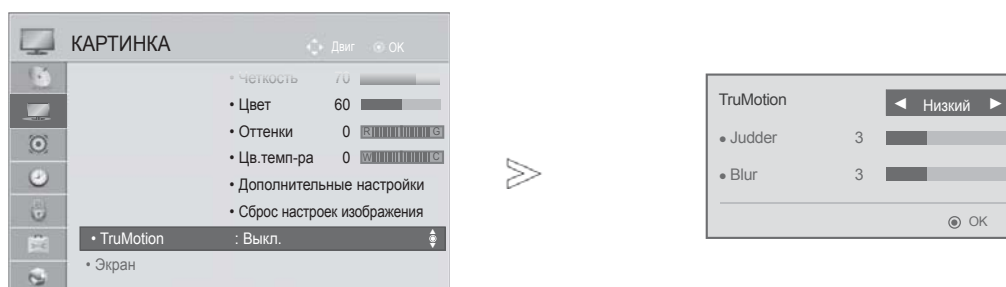 КАРТИНКА
Двиг ОК
• Четкость 70
• Цвет 60
• Оттенки 0 R G
• Цв.темп-ра 0 W C
• Дополнительные настройки
• Сброс настроек изображения
• TruMotion : Выкл.
• Экран
TruMotion ◄ Низкий ►
• Judder 3
• Blur 3
OK